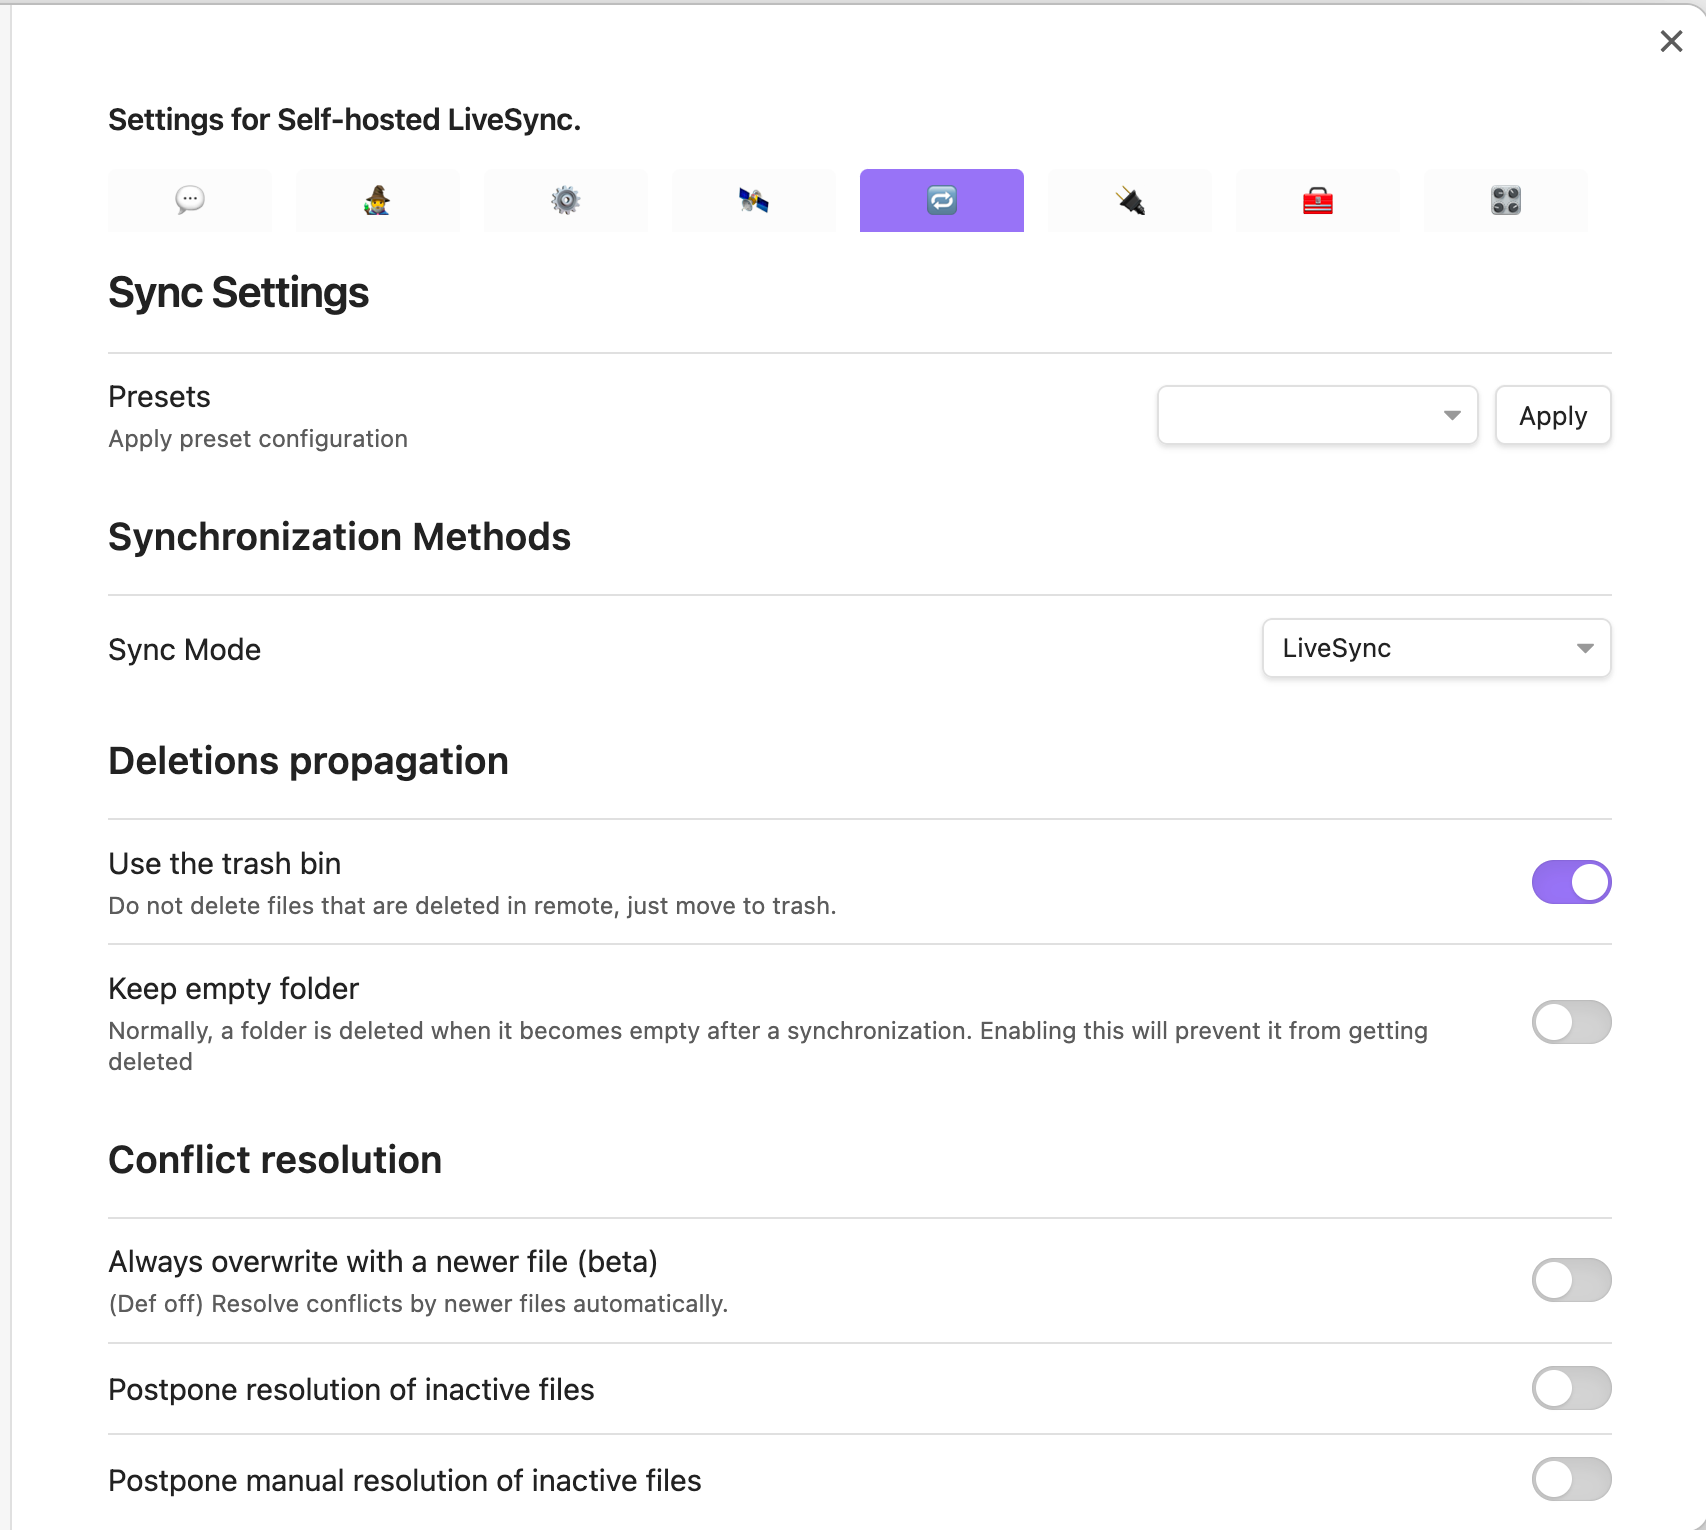 Settings for Self-hosted LiveSync.
Sync Settings
Presets
Apply preset configuration
Apply
Synchronization Methods
Sync Mode
LiveSync
Deletions propagation
Use the trash bin
Do not delete files that are deleted in remote, just move to trash.
Keep empty folder
Normally, a folder is deleted when it becomes empty after a synchronization. Enabling this will prevent it from getting
deleted
Conflict resolution
Always overwrite with a newer file (beta)
(Def off) Resolve conflicts by newer files automatically.
Postpone resolution of inactive files
Postpone manual resolution of inactive files